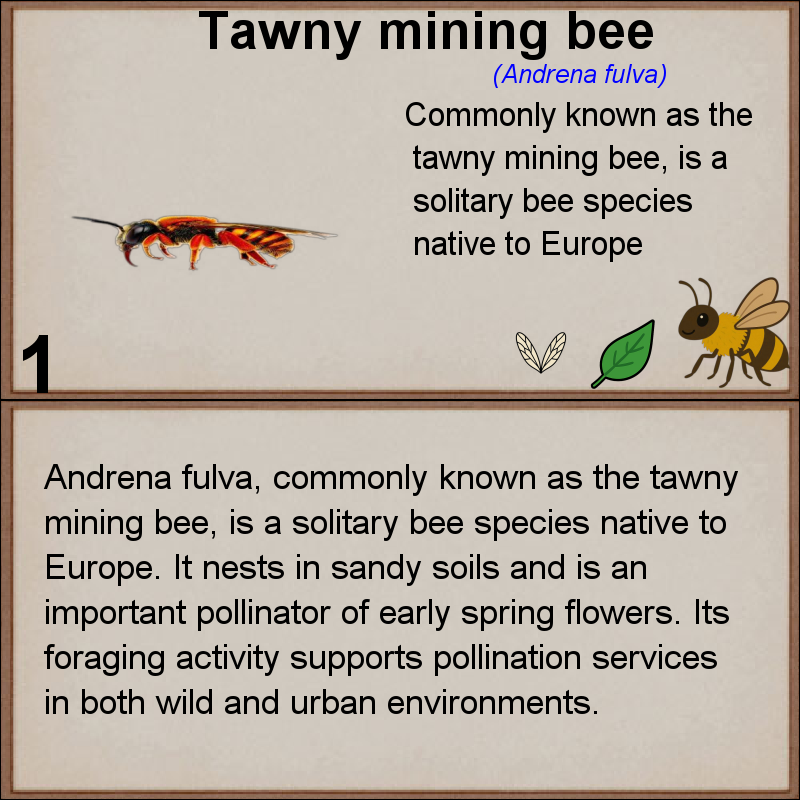 Tawny mining bee
(Andrena fulva)
Commonly known as the
tawny mining bee, is a
solitary bee species
native to Europe
1
Andrena fulva, commonly known as the tawny
mining bee, is a solitary bee species native to
Europe. It nests in sandy soils and is an
important pollinator of early spring flowers. Its
foraging activity supports pollination services
in both wild and urban environments.